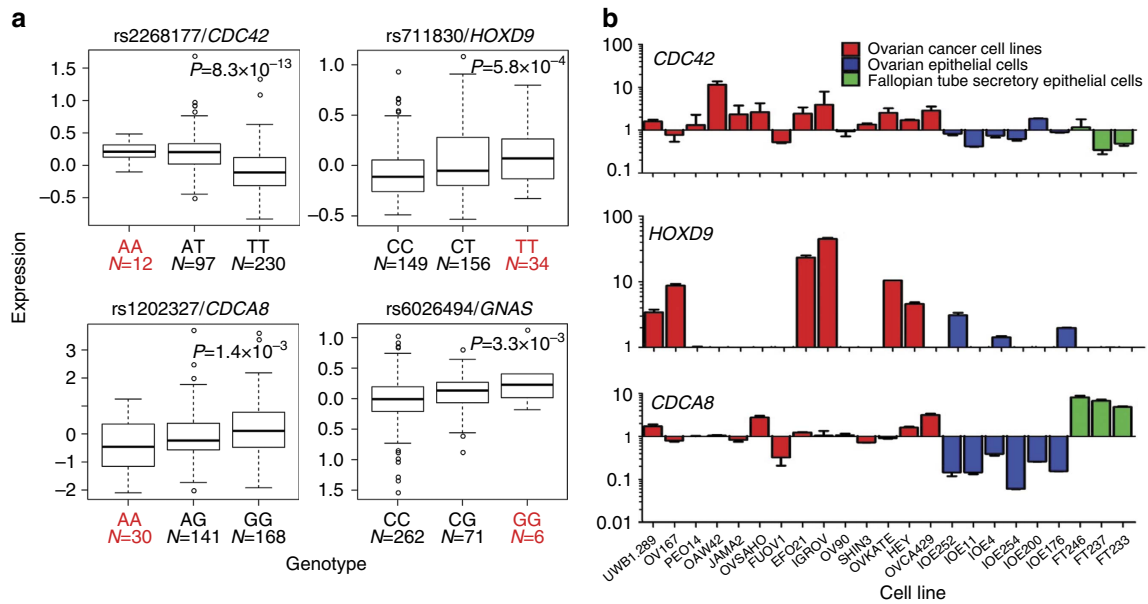 a
rs2268177/CDC42
P=8.3×10⁻¹³
1.5
1.0
0.5
0.0
−0.5
AA AT TT
N=12 N=97 N=230
rs711830/HOXD9
P=5.8×10⁻⁴
1.0
0.5
0.0
−0.5
CC CT TT
N=149 N=156 N=34
Expression
rs1202327/CDCA8
P=1.4×10⁻³
3
2
1
0
−1
−2
AA AG GG
N=30 N=141 N=168
rs6026494/GNAS
P=3.3×10⁻³
1.0
0.5
0.0
0.5
1.0
1.5
CC CG GG
N=262 N=71 N=6
Genotype
b
Ovarian cancer cell lines
Ovarian epithelial cells
Fallopian tube secretory epithelial cells
CDC42
100
10
1
0.1
HOXD9
100
10
1
CDCA8
10
1
0.1
0.01
UWB1.289
OV167
PEO14
OAW42
JAMA2
OVSAHO
FUOV1
EFO21
IGROV
OV90
SHIN3
OVKATE
HEY
OVCA429
IOE252
IOE11
IOE4
IOE254
IOE200
IOE176
FT246
FT237
FT233
Cell line